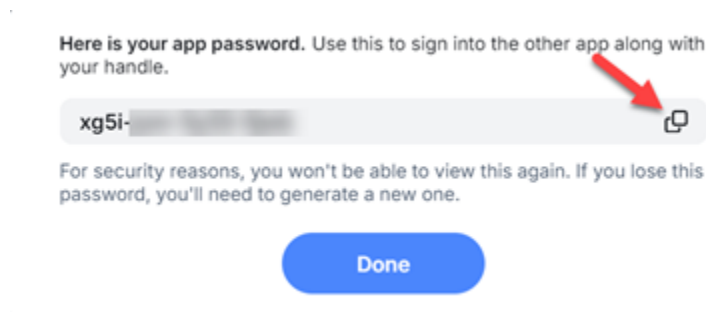 Here is your app password. Use this to sign into the other app along with
your handle.
xg5i-
For security reasons, you won't be able to view this again. If you lose this
password, you'll need to generate a new one.
Done